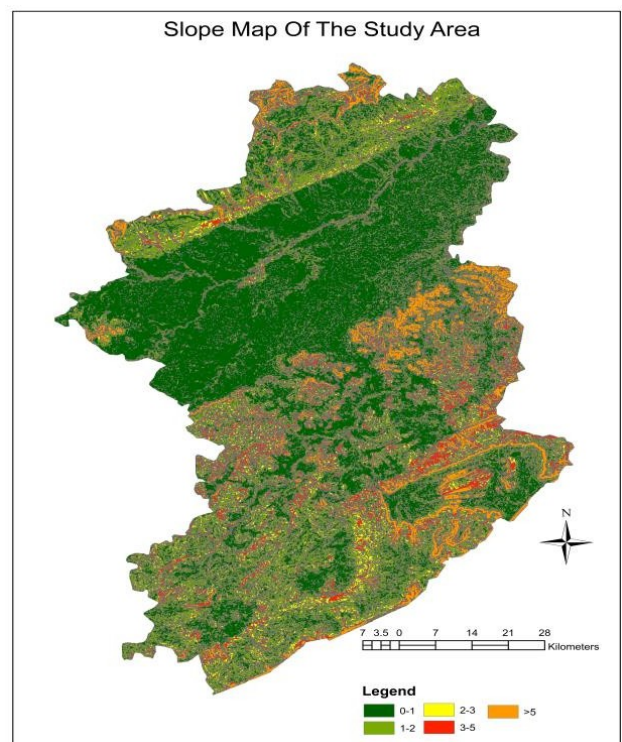 Slope Map Of The Study Area
N
7 3.5 0 7 14 21 28
Kilometers
Legend
0-1 2-3 >5
1-2 3-5